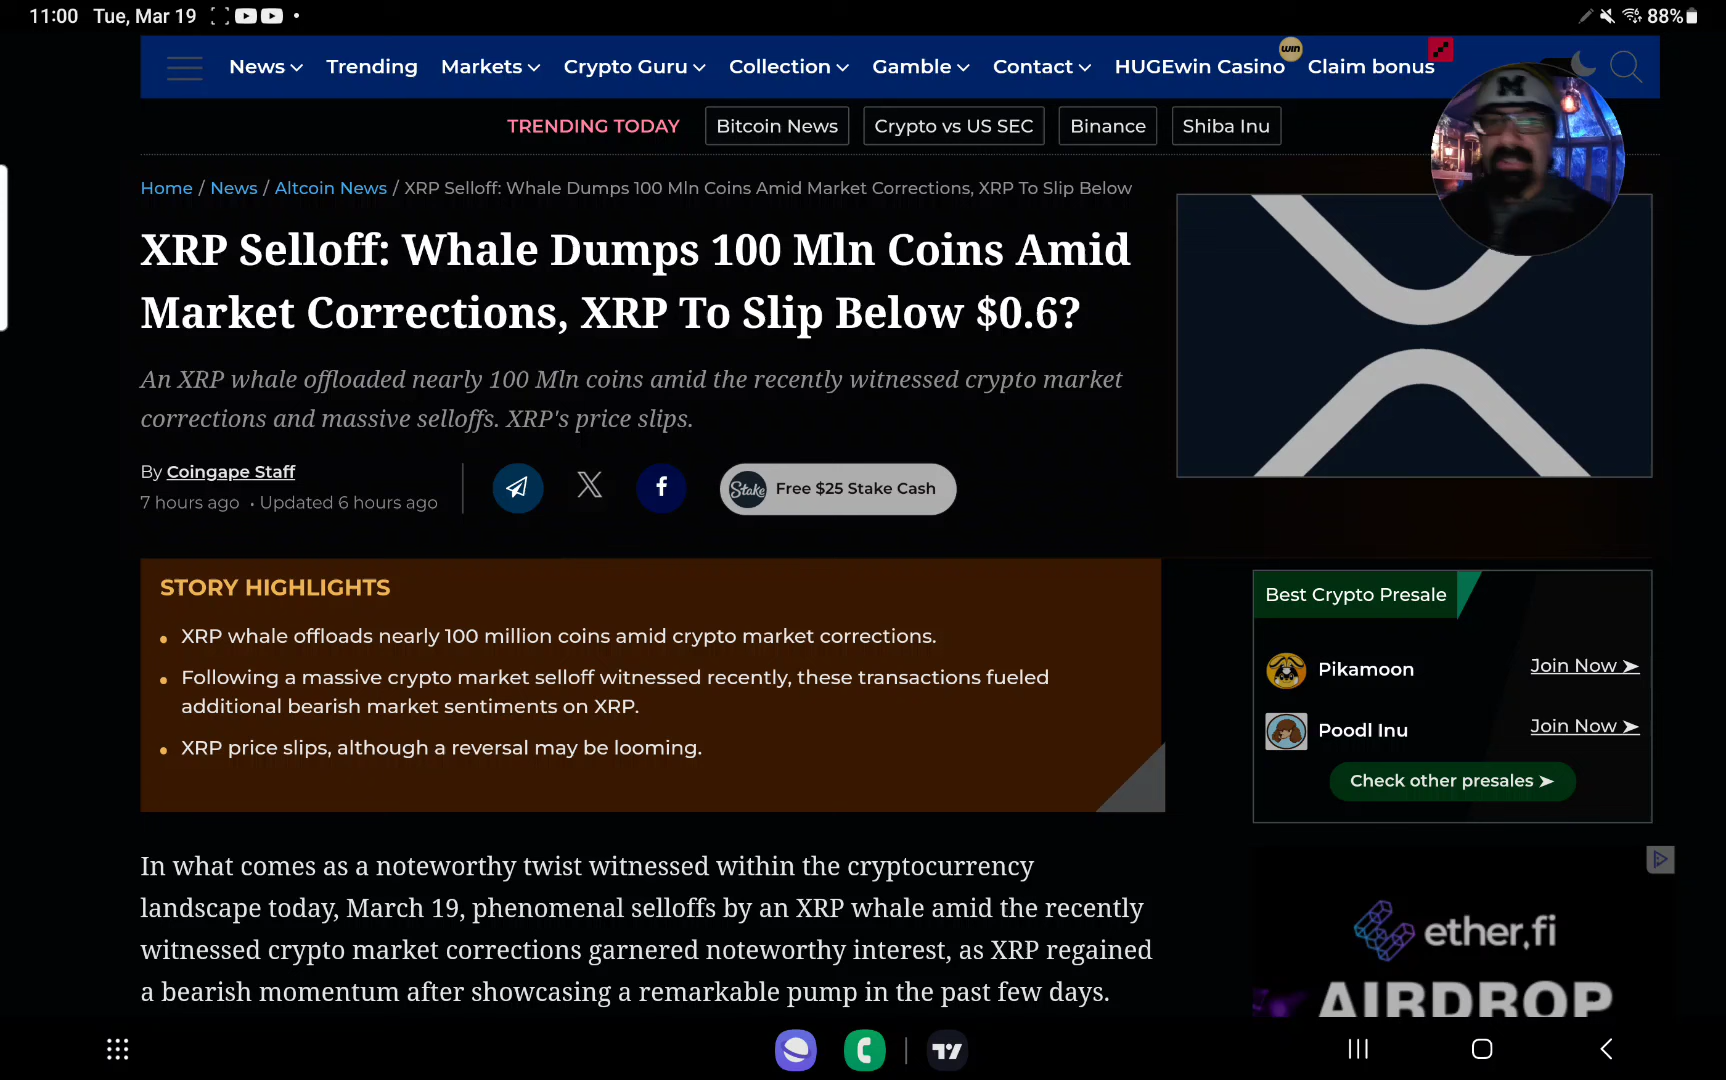 11:00 Tue, Mar 19
88%
News Trending Markets Crypto Guru Collection Gamble Contact HUGEwin Casino Claim bonus
WIN
TRENDING TODAY Bitcoin News Crypto vs US SEC Binance Shiba Inu
Home / News / Altcoin News / XRP Selloff: Whale Dumps 100 Mln Coins Amid Market Corrections, XRP To Slip Below
XRP Selloff: Whale Dumps 100 Mln Coins Amid
Market Corrections, XRP To Slip Below $0.6?
An XRP whale offloaded nearly 100 Mln coins amid the recently witnessed crypto market
corrections and massive selloffs. XRP's price slips.
By Coingape Staff
7 hours ago • Updated 6 hours ago
Stake Free $25 Stake Cash
STORY HIGHLIGHTS
• XRP whale offloads nearly 100 million coins amid crypto market corrections.
• Following a massive crypto market selloff witnessed recently, these transactions fueled
additional bearish market sentiments on XRP.
• XRP price slips, although a reversal may be looming.
Best Crypto Presale
Pikamoon Join Now ➤
Poodl Inu Join Now ➤
Check other presales ➤
In what comes as a noteworthy twist witnessed within the cryptocurrency
landscape today, March 19, phenomenal selloffs by an XRP whale amid the recently
witnessed crypto market corrections garnered noteworthy interest, as XRP regained
a bearish momentum after showcasing a remarkable pump in the past few days.
ether.fi
AIRDROP